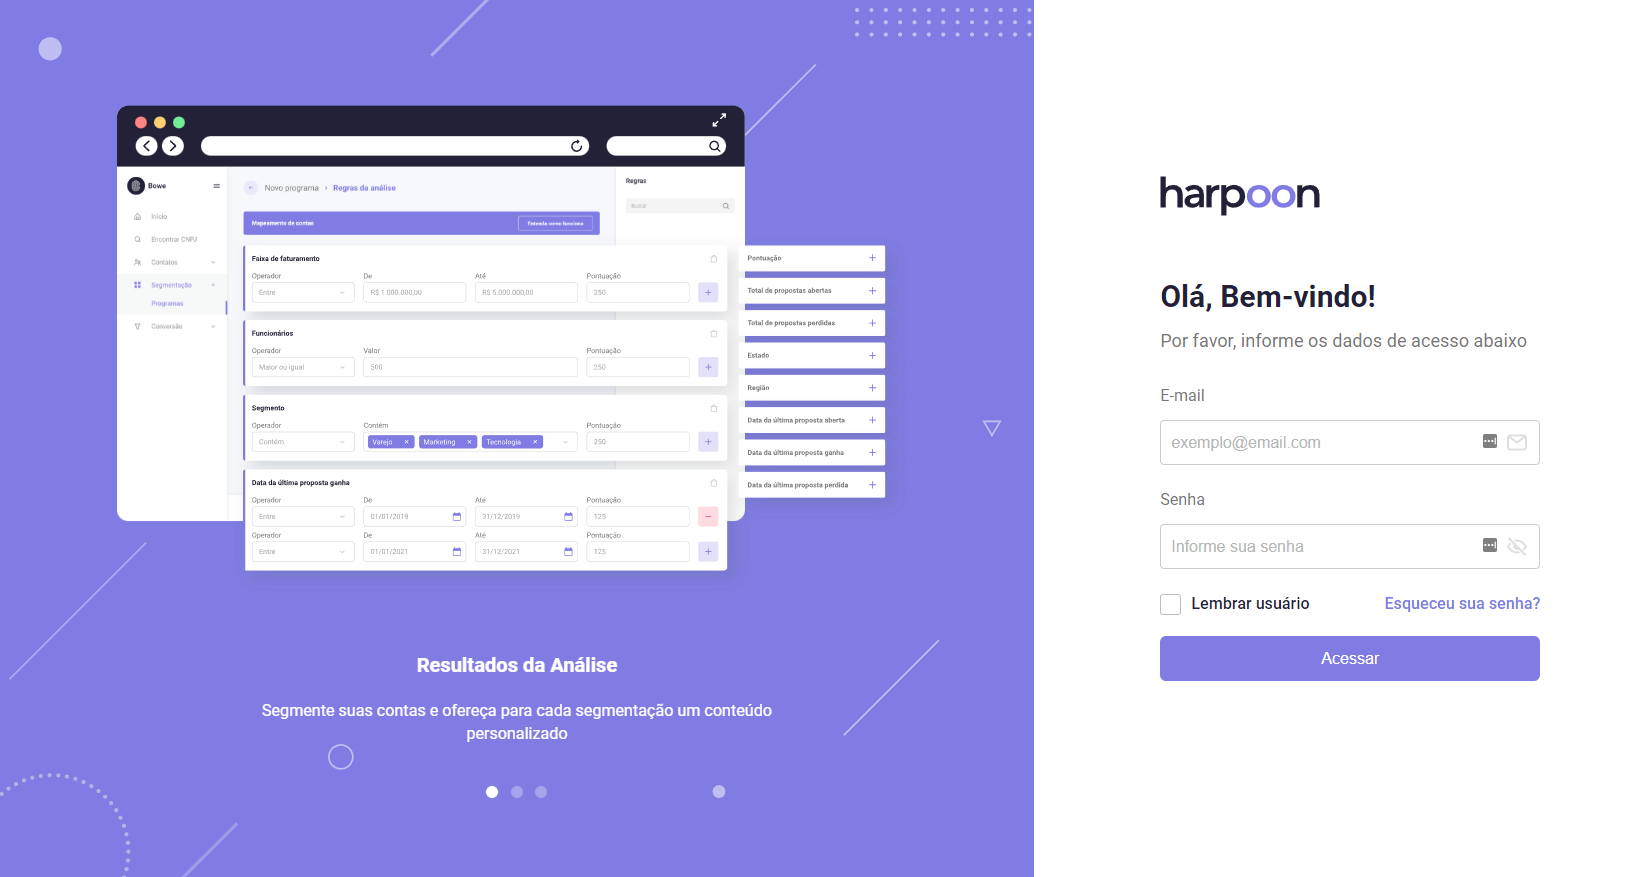 Bowe
Início
Encontrar CNPJ
Contatos
Segmentação
Programas
Conversão
Novo programa › Regras da análise
Mapeamento de contas
Entenda como funciona
Regras
Buscar
Faixa de faturamento
Operador De Até Pontuação
Entre R$ 1.000.000,00 R$ 5.000.000,00 250
Funcionários
Operador Valor Pontuação
Maior ou igual 500 250
Segmento
Operador Contém Pontuação
Contém Varejo × Marketing × Tecnologia × 250
Data da última proposta ganha
Operador De Até Pontuação
Entre 01/01/2019 31/12/2019 125
Operador De Até Pontuação
Entre 01/01/2021 31/12/2021 125
Pontuação
Total de propostas abertas
Total de propostas perdidas
Estado
Região
Data da última proposta aberta
Data da última proposta ganha
Data da última proposta perdida
Resultados da Análise
Segmente suas contas e ofereça para cada segmentação um conteúdo
personalizado
harpoon
Olá, Bem-vindo!
Por favor, informe os dados de acesso abaixo
E-mail
exemplo@email.com
Senha
Informe sua senha
Lembrar usuário
Esqueceu sua senha?
Acessar